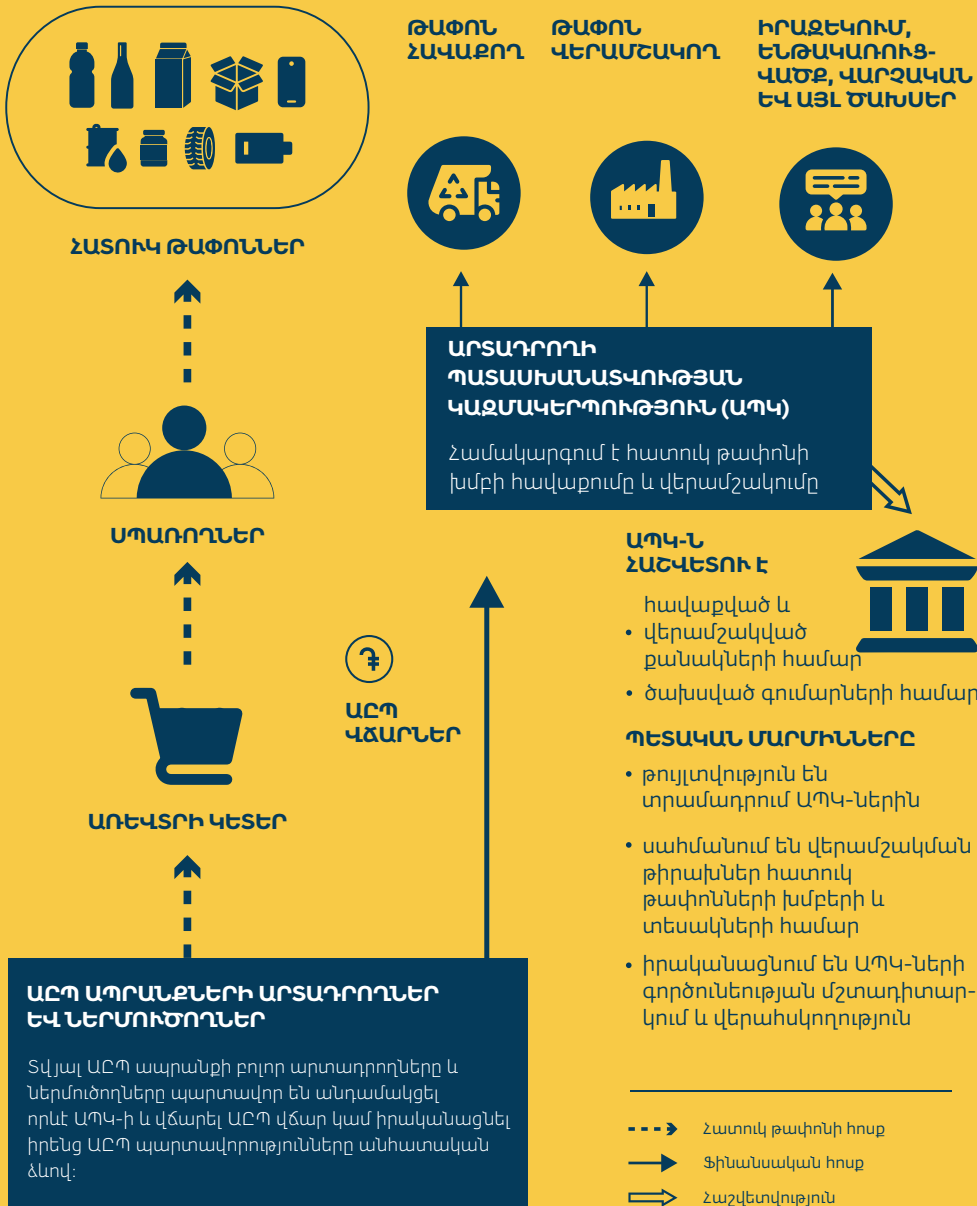 ԹԱՓՈՆ
ՀԱՎԱՔՈՂ
ԹԱՓՈՆ
ՎԵՐԱՄՇԱԿՈՂ
ԻՐԱԶԵԿՈՒՄ,
ԵՆԹԱԿԱՌՈՒՑ-
ՎԱԾՔ, ՎԱՐՉԱԿԱՆ
ԵՎ ԱՅԼ ԾԱԽՍԵՐ
ՀԱՏՈՒԿ ԹԱՓՈՆՆԵՐ
ԱՐՏԱԴՐՈՂԻ
ՊԱՏԱՍԽԱՆԱՏՎՈՒԹՅԱՆ
ԿԱԶՄԱԿԵՐՊՈՒԹՅՈՒՆ (ԱՊԿ)
Համակարգում է հատուկ թափոնի
խմբի հավաքումը և վերամշակումը
ՍՊԱՌՈՂՆԵՐ
ԱՊԿ-Ն
ՀԱՇՎԵՏՈՒ Է
հավաքված և
• վերամշակված
քանակների համար
• ծախսված գումարների համար
֏
ԱԸՊ
ՎՃԱՐՆԵՐ
ՊԵՏԱԿԱՆ ՄԱՐՄԻՆՆԵՐԸ
• թույլտվություն են
տրամադրում ԱՊԿ-ներին
• սահմանում են վերամշակման
թիրախներ հատուկ
թափոնների խմբերի և
տեսակների համար
• իրականացնում են ԱՊԿ-ների
գործունեության մշտադիտար-
կում և վերահսկողություն
ԱՌԵՎՏՐԻ ԿԵՏԵՐ
ԱԸՊ ԱՊՐԱՆՔՆԵՐԻ ԱՐՏԱԴՐՈՂՆԵՐ
ԵՎ ՆԵՐՄՈՒԾՈՂՆԵՐ
Տվյալ ԱԸՊ ապրանքի բոլոր արտադրողները և
ներմուծողները պարտավոր են անդամակցել
որևէ ԱՊԿ-ի և վճարել ԱԸՊ վճար կամ իրականացնել
իրենց ԱԸՊ պարտավորությունները անհատական
ձևով:
Հատուկ թափոնի հոսք
Ֆինանսական հոսք
Հաշվետվություն